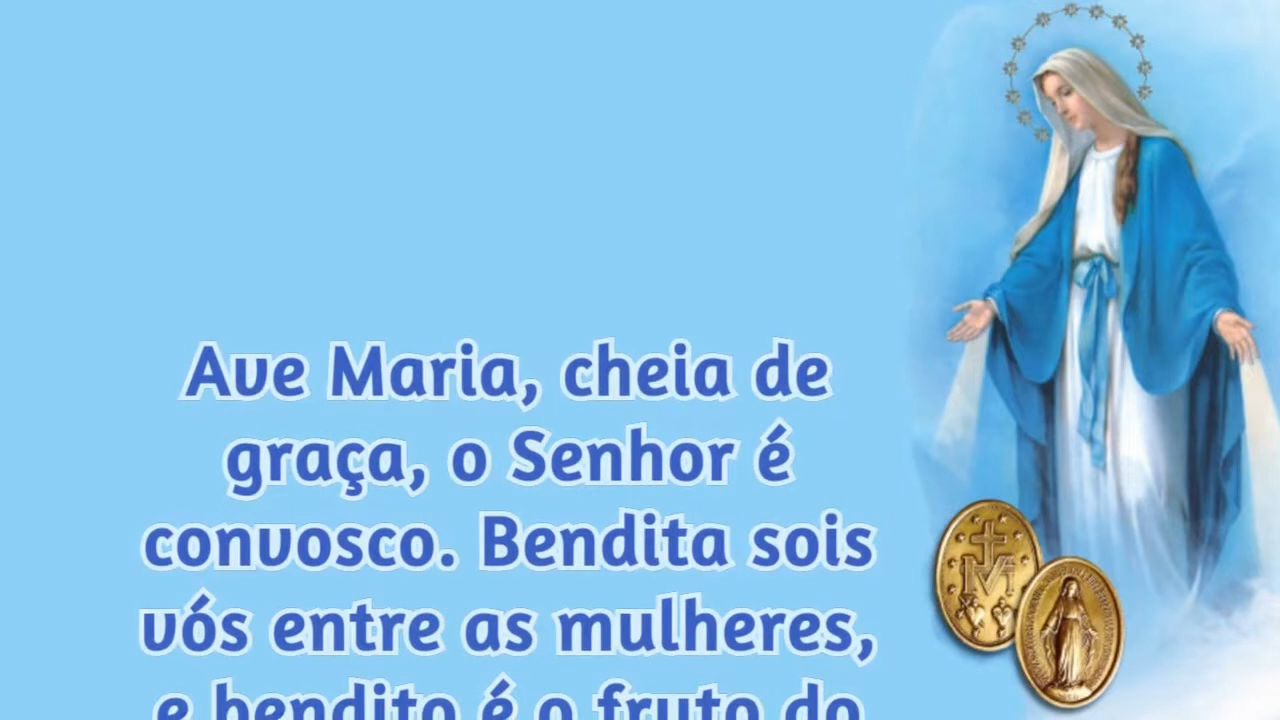 Ave Maria, cheia de
graça, o Senhor é
convosco. Bendita sois
vós entre as mulheres,
e bendito é o fruto do